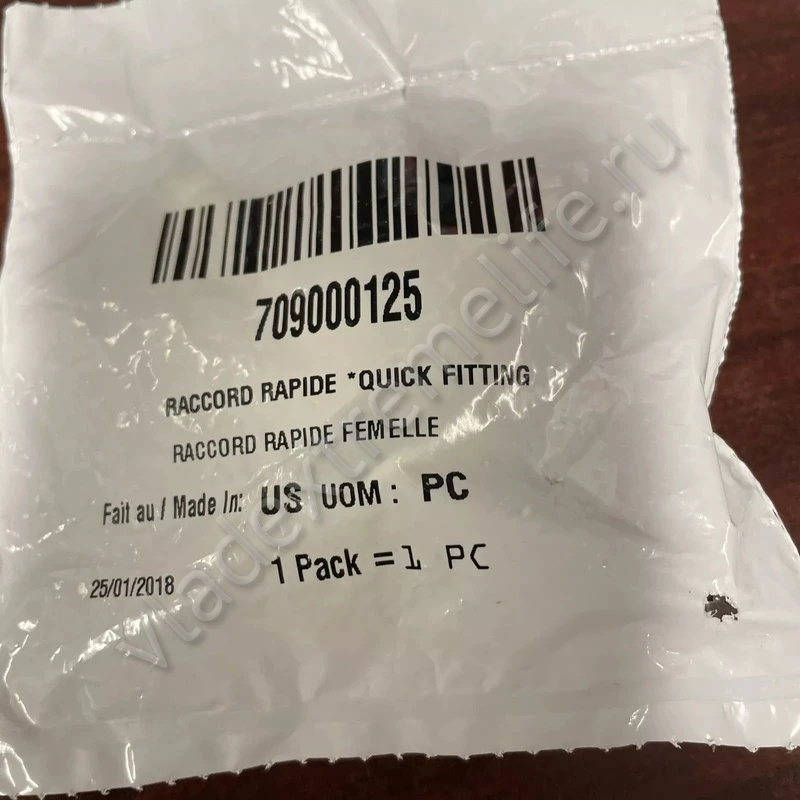 709000125
RACCORD RAPIDE *QUICK FITTING
RACCORD RAPIDE FEMELLE
Fait au / Made In: US UOM : PC
1 Pack = 1 PC
25/01/2018
vladextremelife.ru